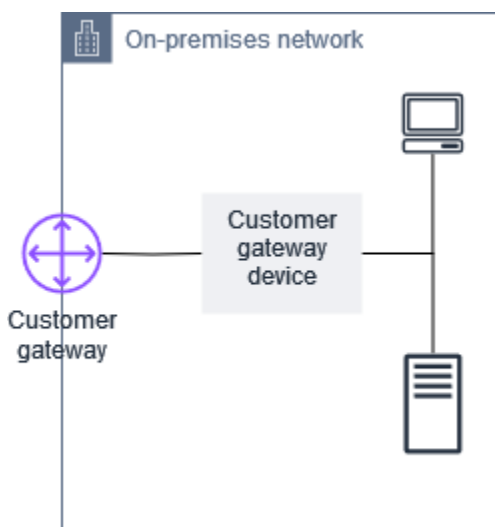 On-premises network
Customer
gateway
device
Customer
gateway